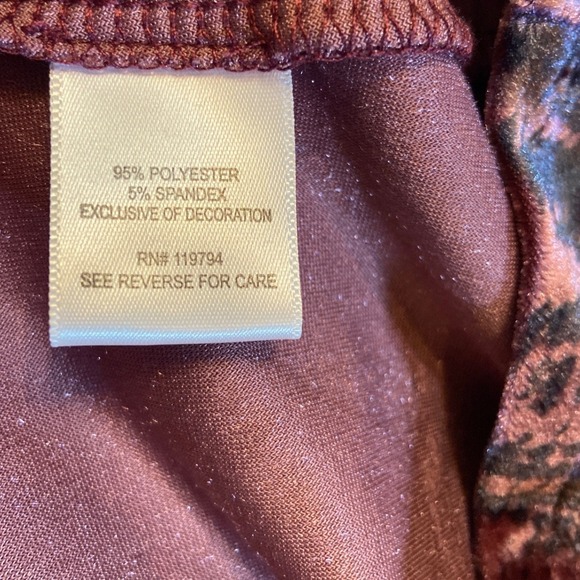 95% POLYESTER
5% SPANDEX
EXCLUSIVE OF DECORATION
RN# 119794
SEE REVERSE FOR CARE